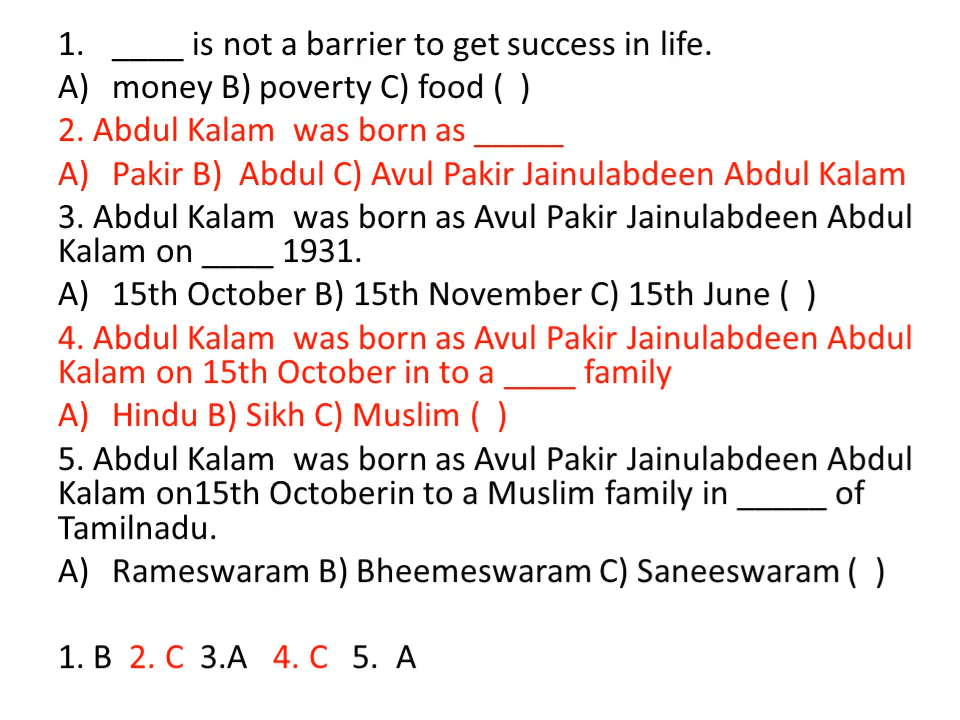 1. ____ is not a barrier to get success in life.
A) money B) poverty C) food ( )
2. Abdul Kalam was born as _____
A) Pakir B) Abdul C) Avul Pakir Jainulabdeen Abdul Kalam
3. Abdul Kalam was born as Avul Pakir Jainulabdeen Abdul
Kalam on ____ 1931.
A) 15th October B) 15th November C) 15th June ( )
4. Abdul Kalam was born as Avul Pakir Jainulabdeen Abdul
Kalam on 15th October in to a ____ family
A) Hindu B) Sikh C) Muslim ( )
5. Abdul Kalam was born as Avul Pakir Jainulabdeen Abdul
Kalam on15th Octoberin to a Muslim family in _____ of
Tamilnadu.
A) Rameswaram B) Bheemeswaram C) Saneeswaram ( )
1. B 2. C 3.A 4. C 5. A